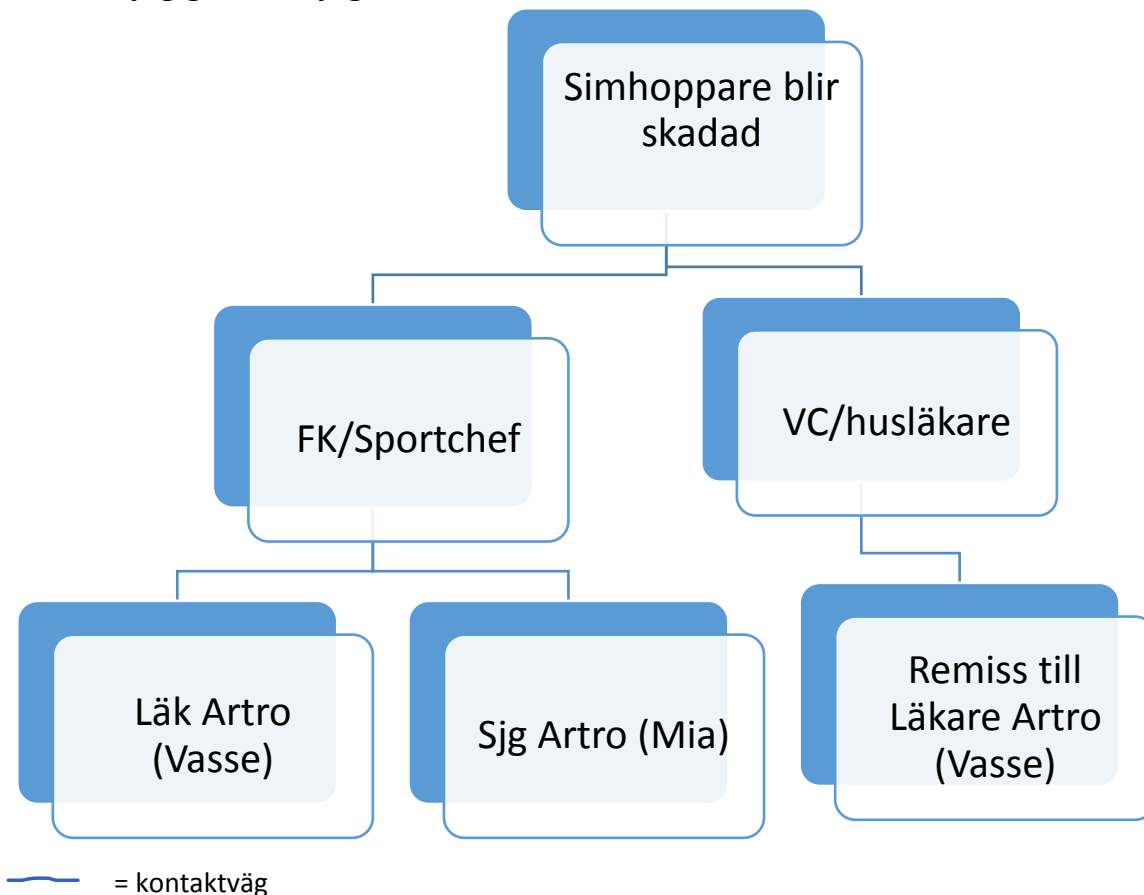 Simhoppare blir
skadad
FK/Sportchef
VC/husläkare
Läk Artro
(Vasse)
Sjg Artro (Mia)
Remiss till
Läkare Artro
(Vasse)
= kontaktväg